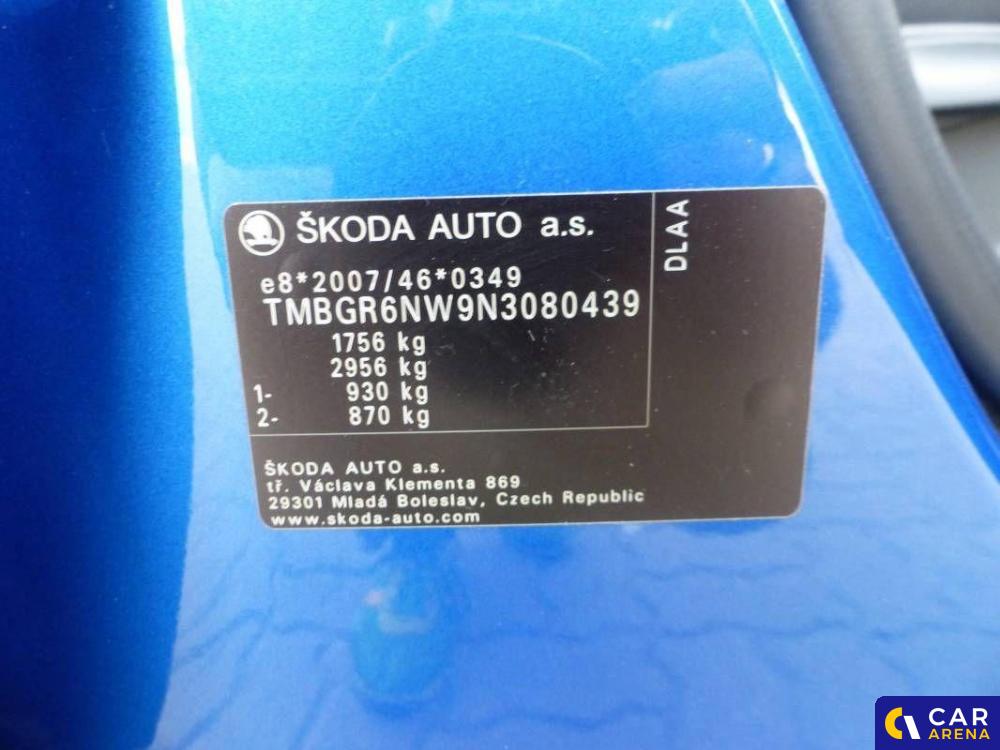 ŠKODA AUTO a.s.
DLAA
e8*2007/46*0349
TMBGR6NW9N3080439
1756 kg
2956 kg
1- 930 kg
2- 870 kg
ŠKODA AUTO a.s.
tř. Václava Klementa 869
29301 Mladá Boleslav, Czech Republic
www.skoda-auto.com
CAR
ARENA